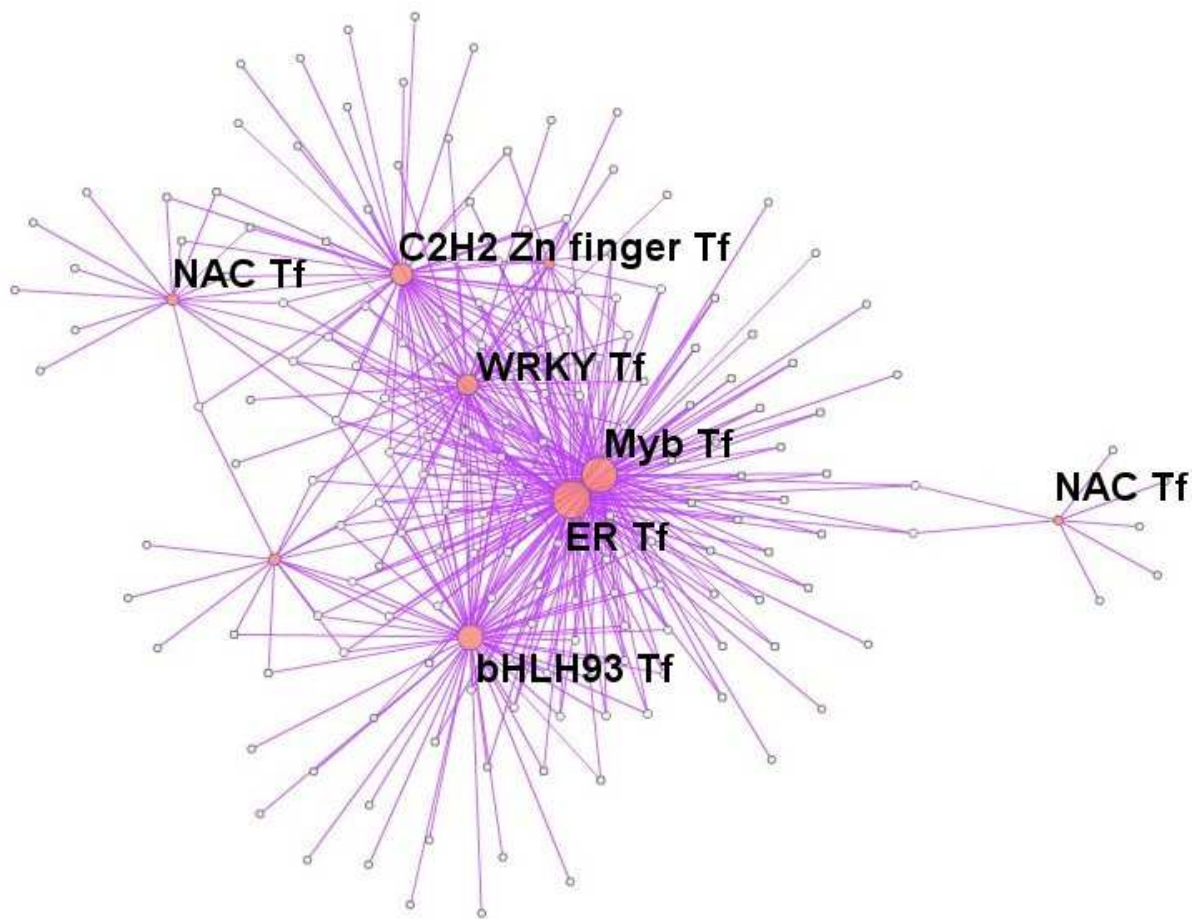 C2H2 Zn finger Tf
NAC Tf
WRKY Tf
Myb Tf
NAC Tf
ER Tf
bHLH93 Tf